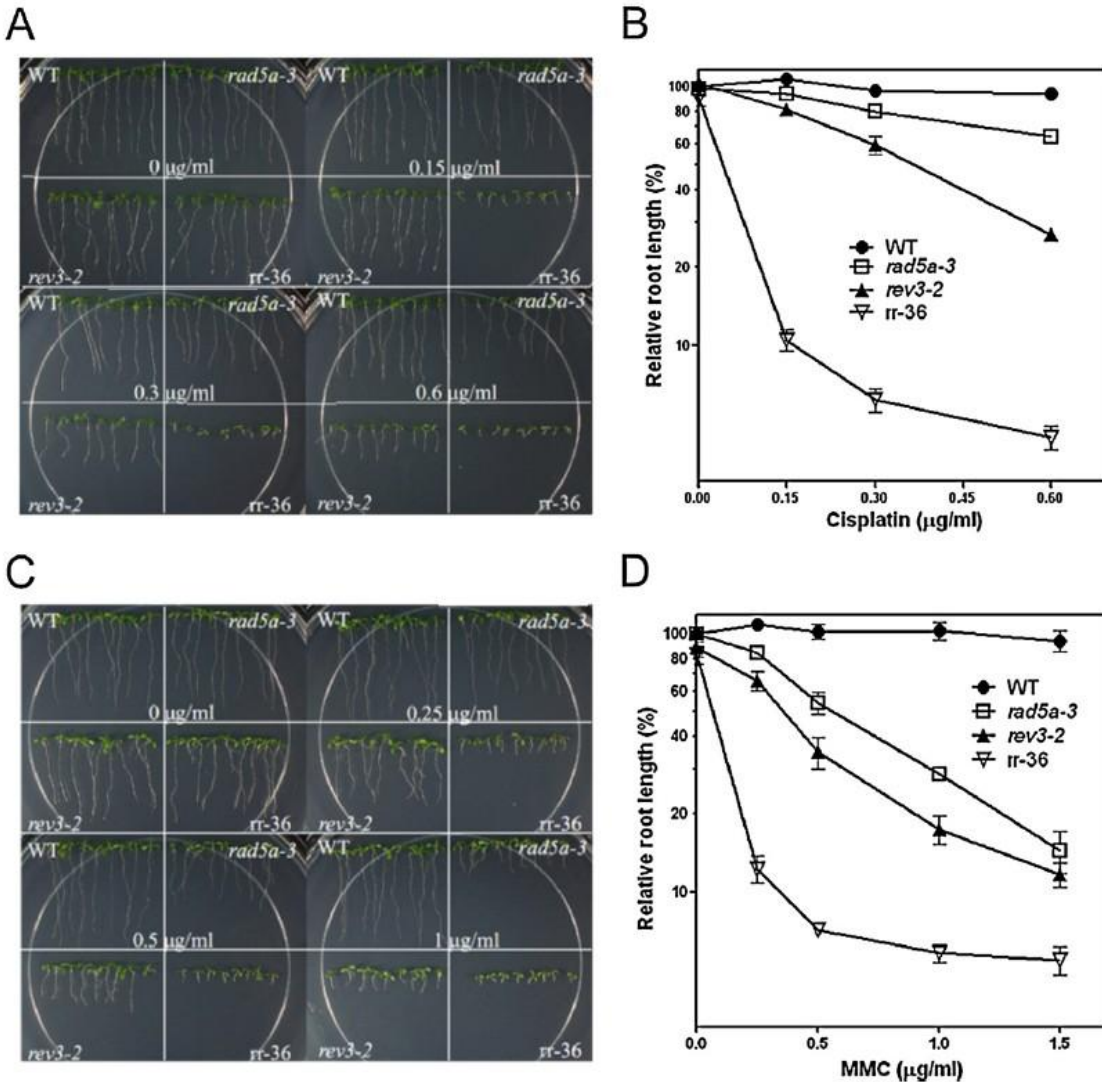 A
WT
rad5a-3
WT
rad5a-3
0 µg/ml
0.15 µg/ml
rev3-2
rr-36
rev3-2
rr-36
WT
rad5a-3
WT
rad5a-3
0.3 µg/ml
0.6 µg/ml
rev3-2
rr-36
rev3-2
rr-36
B
Relative root length (%)
100
80
60
40
20
10
WT
rad5a-3
rev3-2
rr-36
0.00 0.15 0.30 0.45 0.60
Cisplatin (µg/ml)
C
WT
rad5a-3
WT
rad5a-3
0 µg/ml
0.25 µg/ml
rev3-2
rr-36
rev3-2
rr-36
WT
rad5a-3
WT
rad5a-3
0.5 µg/ml
1 µg/ml
rev3-2
rr-36
rev3-2
rr-36
D
Relative root length (%)
100
80
60
40
20
10
WT
rad5a-3
rev3-2
rr-36
0.0 0.5 1.0 1.5
MMC (µg/ml)